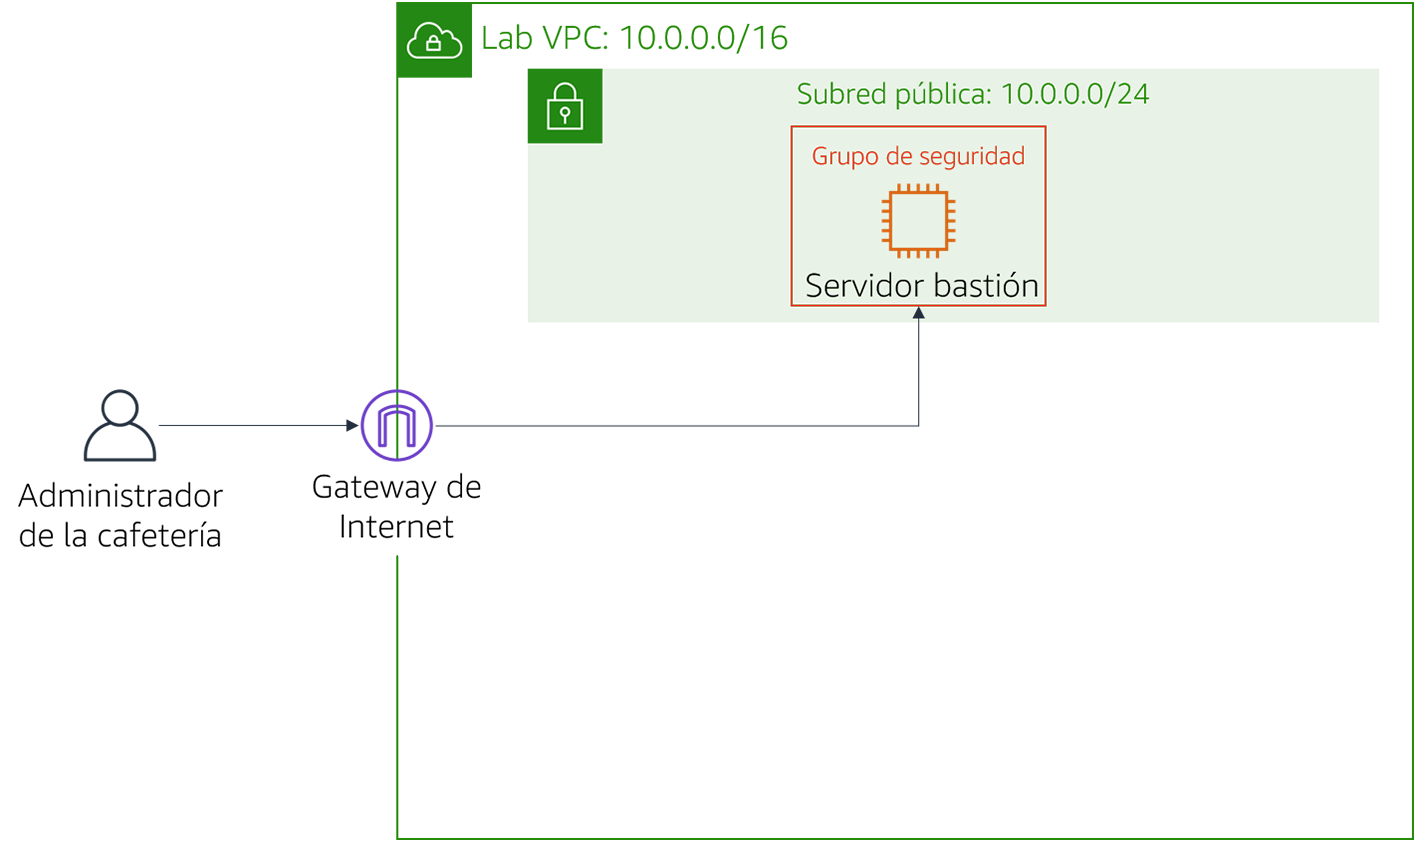 Lab VPC: 10.0.0.0/16
Subred pública: 10.0.0.0/24
Grupo de seguridad
Servidor bastión
Administrador
de la cafetería
Gateway de
Internet